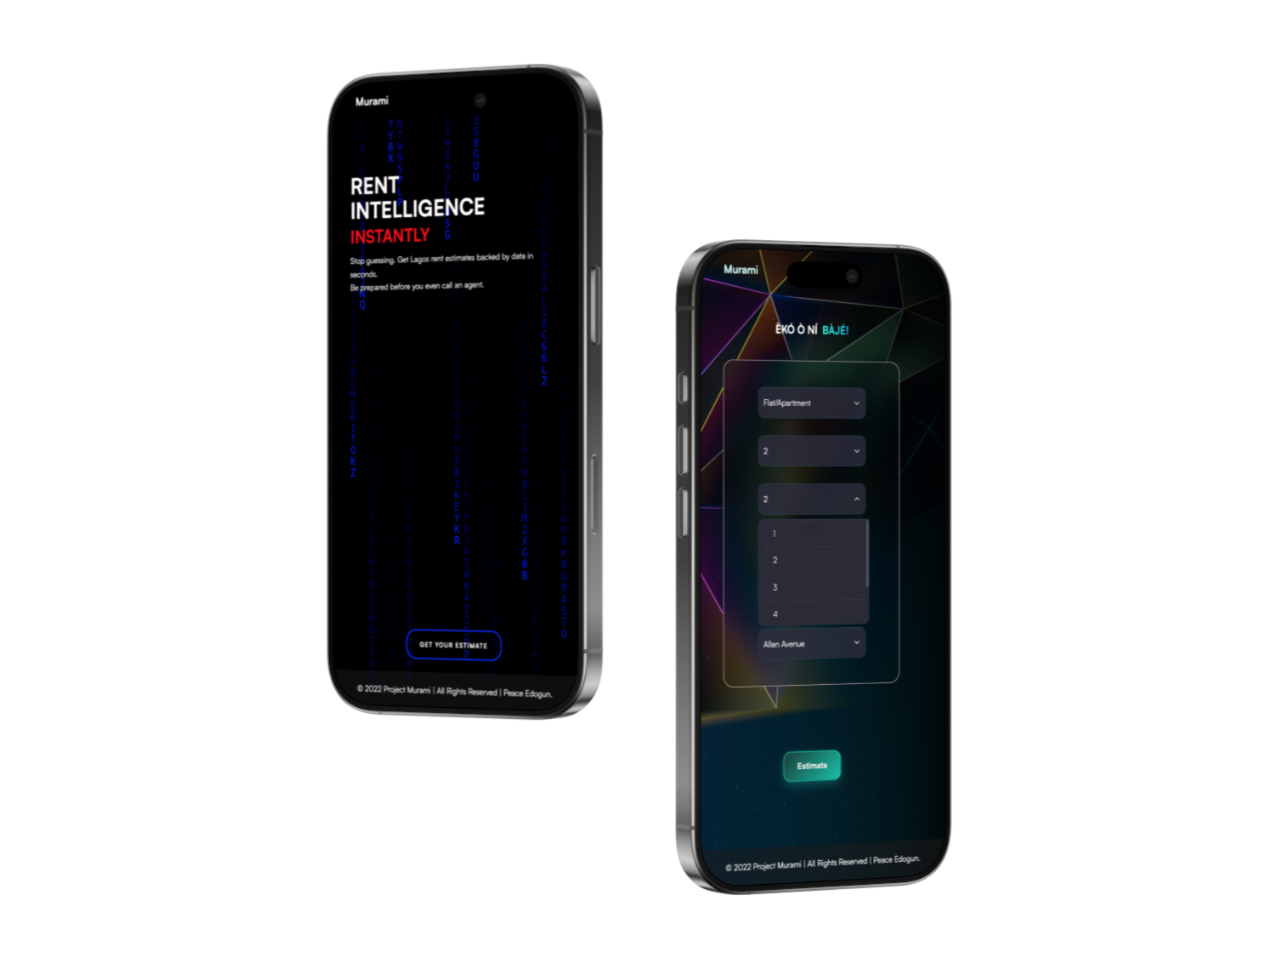 Murami
RENT
INTELLIGENCE
INSTANTLY
Stop guessing. Get Lagos rent estimates backed by data in
seconds.
Be prepared before you even call an agent.
GET YOUR ESTIMATE
© 2022 Project Murami | All Rights Reserved | Peace Edogun.
Murami
ÈKÓ Ò NÍ BÀJÉ!
Flat/Apartment
2
2
1
2
3
4
Allen Avenue
Estimate
© 2022 Project Murami | All Rights Reserved | Peace Edogun.